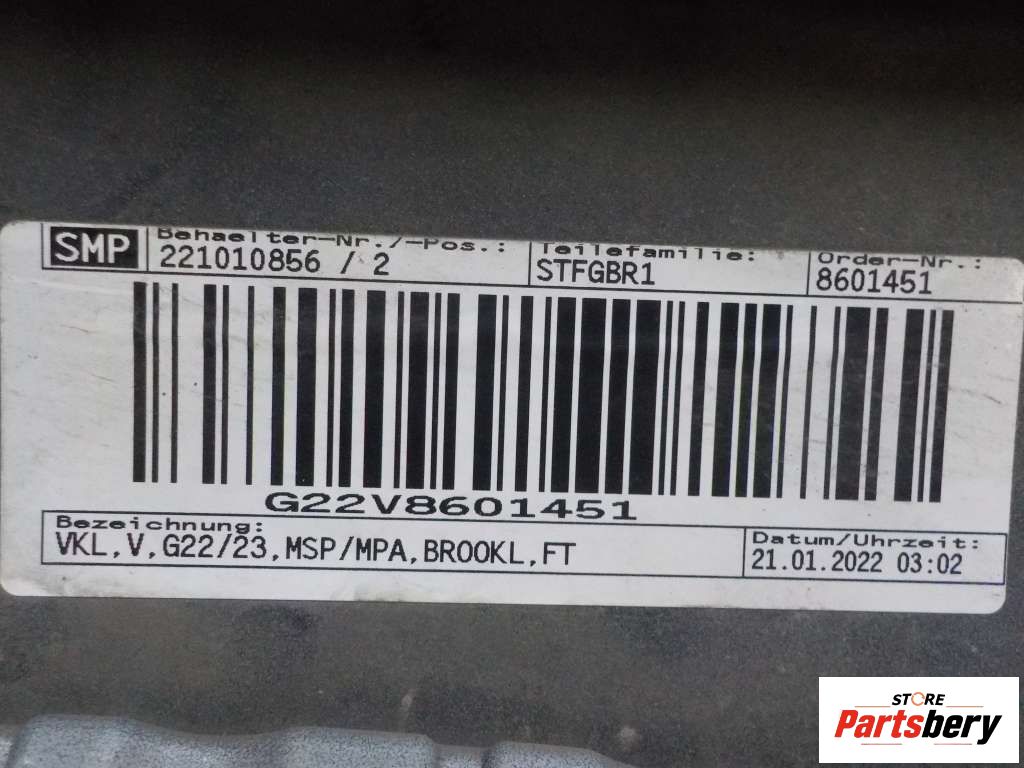 SMP
Behaelter-Nr./-Pos.:
221010856 / 2
Teilefamilie:
STFGBR1
Order-Nr.:
8601451
G22V8601451
Bezeichnung:
VKL,V,G22/23,MSP/MPA,BROOKL,FT
Datum/Uhrzeit:
21.01.2022 03:02
STORE
Partsbery